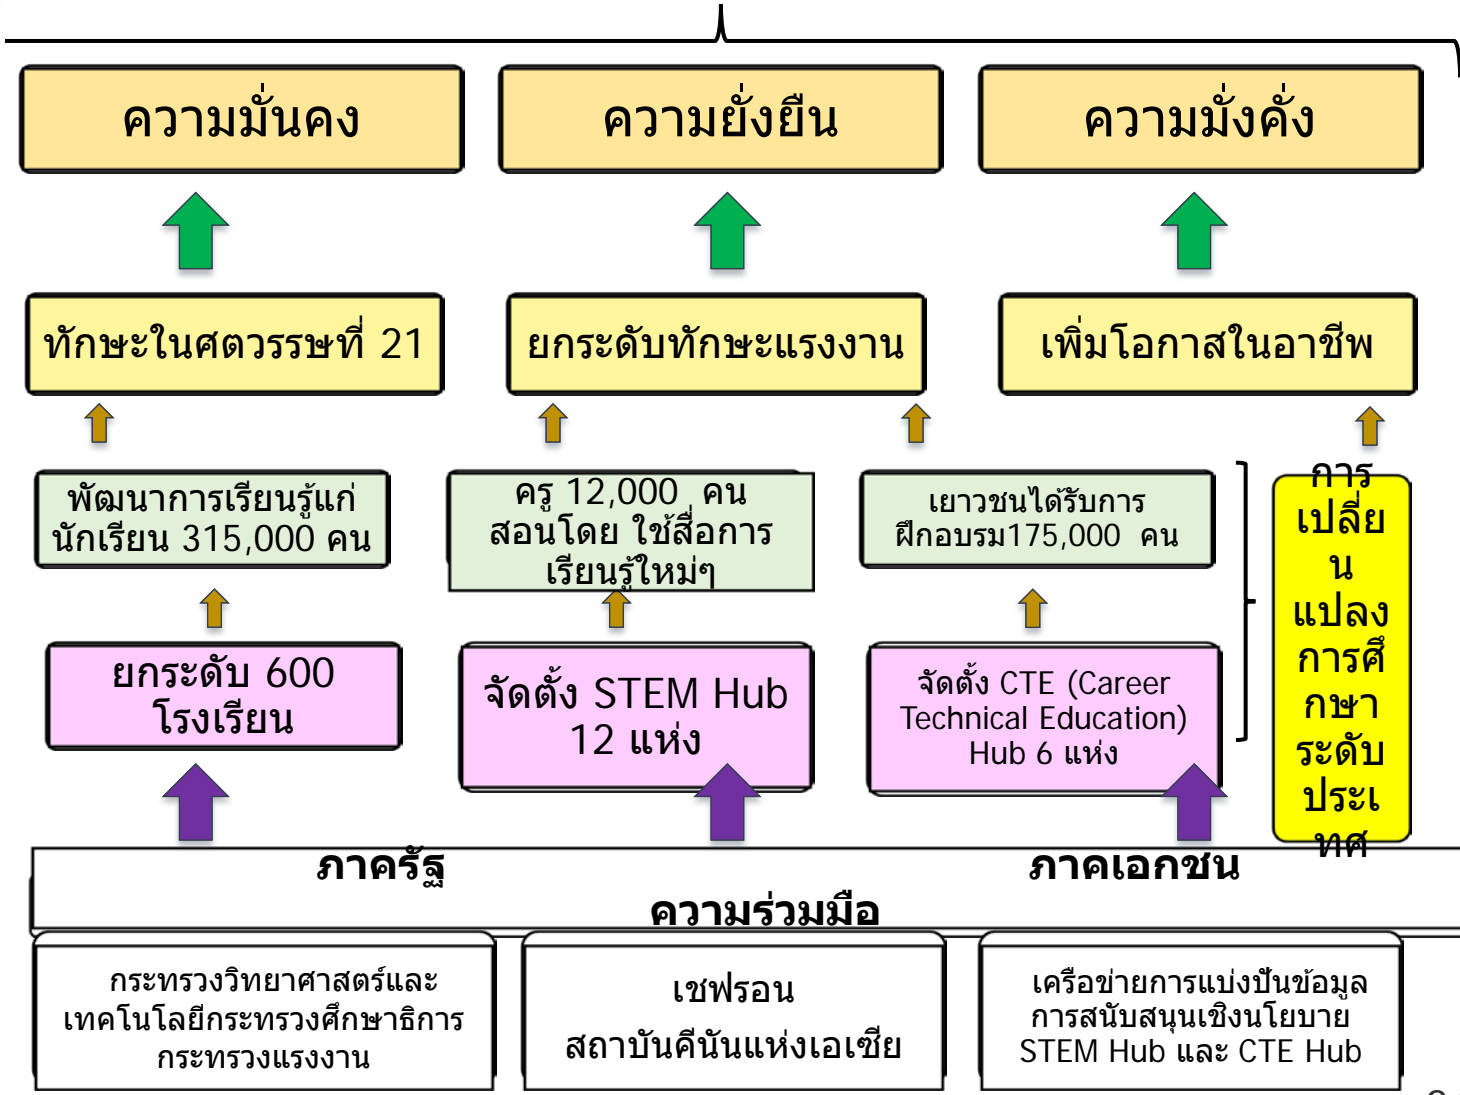 ความมั่นคง
ความยั่งยืน
ความมั่งคั่ง
ทักษะในศตวรรษที่ 21
ยกระดับทักษะแรงงาน
เพิ่มโอกาสในอาชีพ
พัฒนาการเรียนรู้แก่
นักเรียน 315,000 คน
ครู 12,000 คน
สอนโดย ใช้สื่อการ
เรียนรู้ใหม่ๆ
เยาวชนได้รับการ
ฝึกอบรม175,000 คน
การ
เปลี่ย
น
แปลง
การศึ
กษา
ระดับ
ประเ
ทศ
ยกระดับ 600
โรงเรียน
จัดตั้ง STEM Hub
12 แห่ง
จัดตั้ง CTE (Career
Technical Education)
Hub 6 แห่ง
ภาครัฐ ภาคเอกชน
ความร่วมมือ
กระทรวงวิทยาศาสตร์และ
เทคโนโลยีกระทรวงศึกษาธิการ
กระทรวงแรงงาน
เชฟรอน
สถาบันคีนันแห่งเอเซีย
เครือข่ายการแบ่งปันข้อมูล
การสนับสนุนเชิงนโยบาย
STEM Hub และ CTE Hub